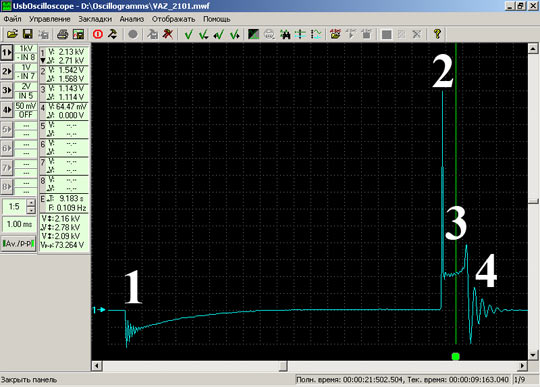 UsbOscilloscope - D:\Oscillogramms\VAZ_2101.mwf
Файл Управление Закладки Анализ Отображать Помощь
1 1kV - IN 8
2 1V - IN 7
3 2V IN 5
4 50 mV OFF
5 --- ---
6 --- ---
7 --- ---
8 --- ---
1:5
1.00 ms
Av./P-P
1 V: 2.13 kV
V: 2.71 kV
2 V: 1.542 V
V: 1.568 V
3 V: 1.143 V
V: 1.114 V
4 V: 64.47 mV
V: 0.000 V
5 V: --.--
V: --.--
6 V: --.--
V: --.--
7 V: --.--
V: --.--
8 V: --.--
V: --.--
E T: 9.183 s
F: 0.109 Hz
V: 2.16 kV
V: 2.78 kV
V: 2.09 kV
V: 73.264 V
1
2
3
4
1
Закрыть панель
Полн. время: 00:00:21:502.504, Тек. время: 00:00:09:163.040
1/9